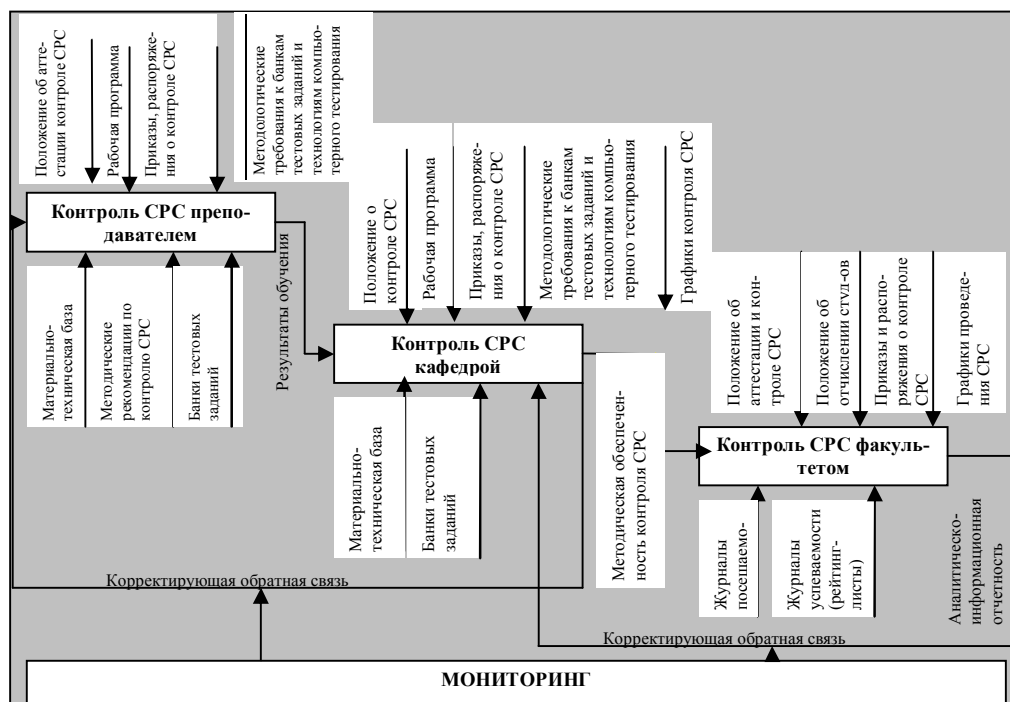 Положение об атте-
стации контроле СРС
Рабочая программа
Приказы, распоряже-
ния о контроле СРС
Методологические
требования к банкам
тестовых заданий и
технологиям компью-
терного тестирования
Контроль СРС препо-
давателем
Материально-
техническая база
Методические
рекомендации по
контролю СРС
Банки тестовых
заданий
Результаты обучения
Положение о
контроле СРС
Рабочая программа
Приказы, распоряже-
ния о контроле СРС
Методологические
требования к банкам
тестовых заданий и
технологиям компью-
терного тестирования
Графики контроля СРС
Контроль СРС
кафедрой
Материально-
техническая база
Банки тестовых
заданий
Методическая обеспечен-
ность контроля СРС
Положение об
аттестации и кон-
троле СРС
Положение об
отчислении студ-ов
Приказы и распо-
ряжения о контроле
СРС
Графики проведе-
ния СРС
Контроль СРС факуль-
тетом
Журналы
посещаемо-
Журналы
успеваемости
(рейтинг-
листы)
Аналитическо-
информационная
отчетность
Корректирующая обратная связь
Корректирующая обратная связь
МОНИТОРИНГ